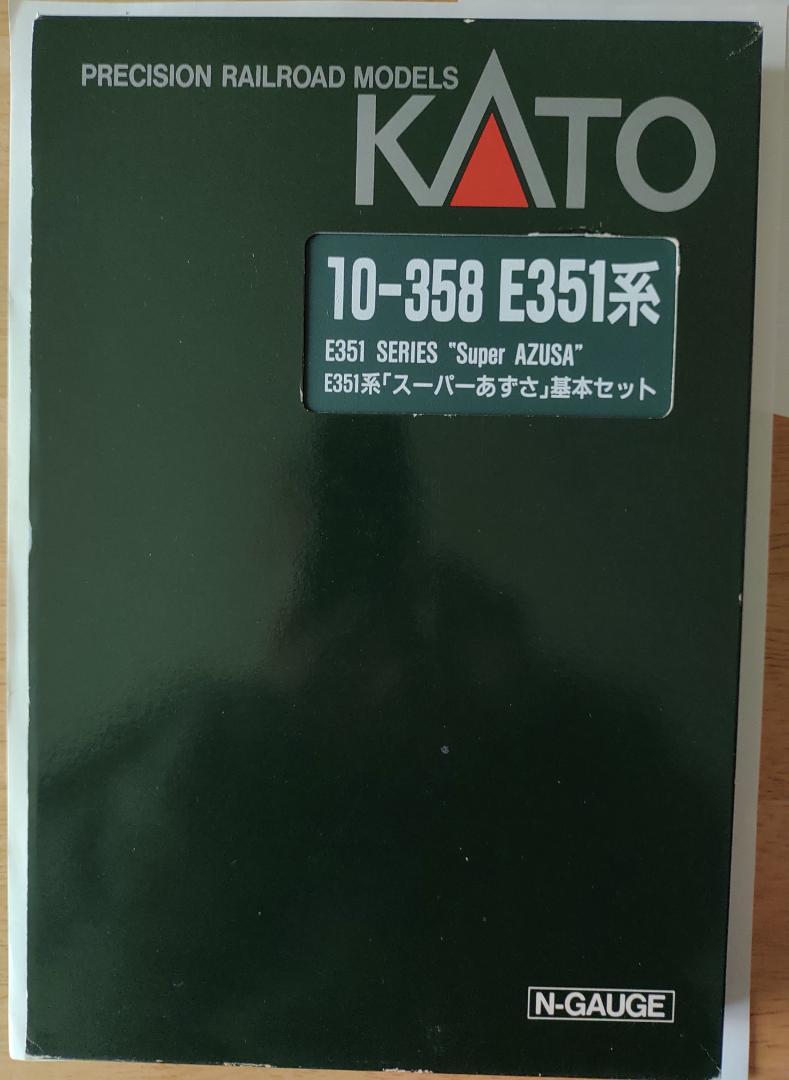 PRECISION RAILROAD MODELS
KATO
10-358 E351系
E351 SERIES "Super AZUSA"
E351系「スーパーあずさ」基本セット
N-GAUGE